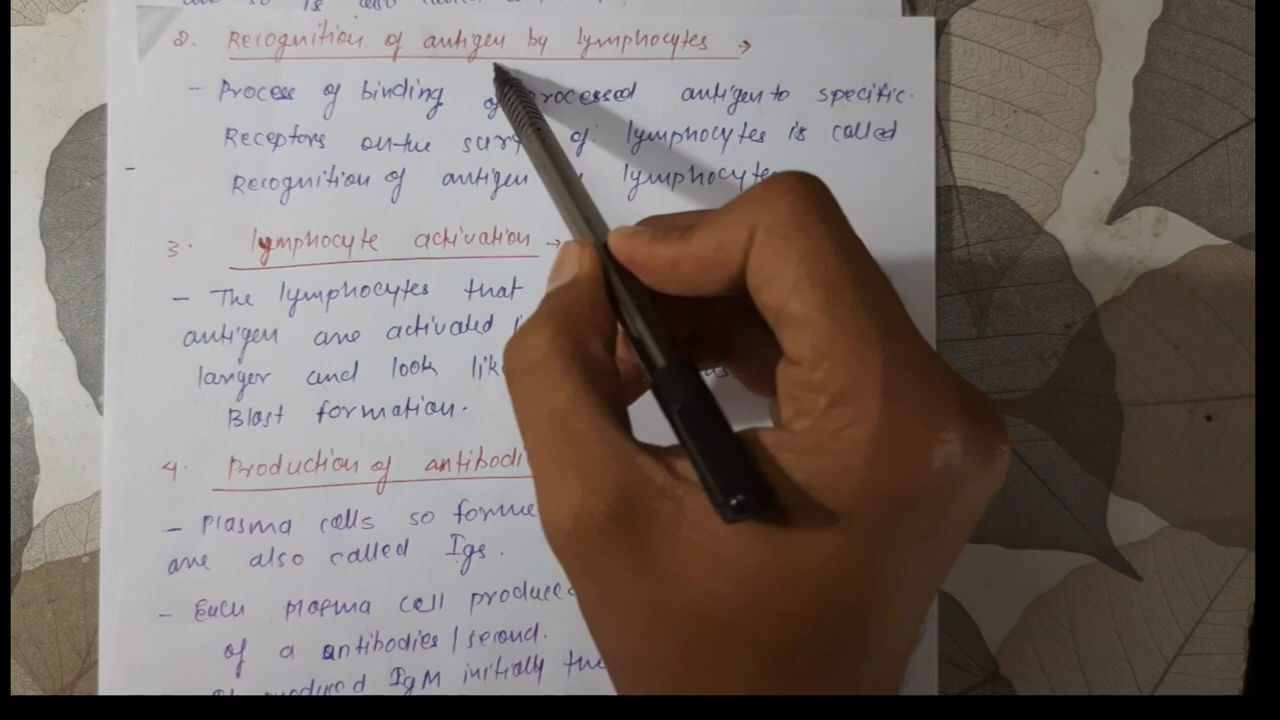 2. Recognition of antigen by lymphocytes →
- Process of binding of processed antigen to specific.
Receptors on the surf of lymphocytes is called
Recognition of antigen lymphocytes
3. lymphocyte activation →
- The lymphocytes that
antigen are activated
larger and look like
Blast formation.
4. Production of antibodi
- Plasma cells so forme
are also called Igs.
- Each plasma cell produce
of a antibodies / second.
produced IgM initially the